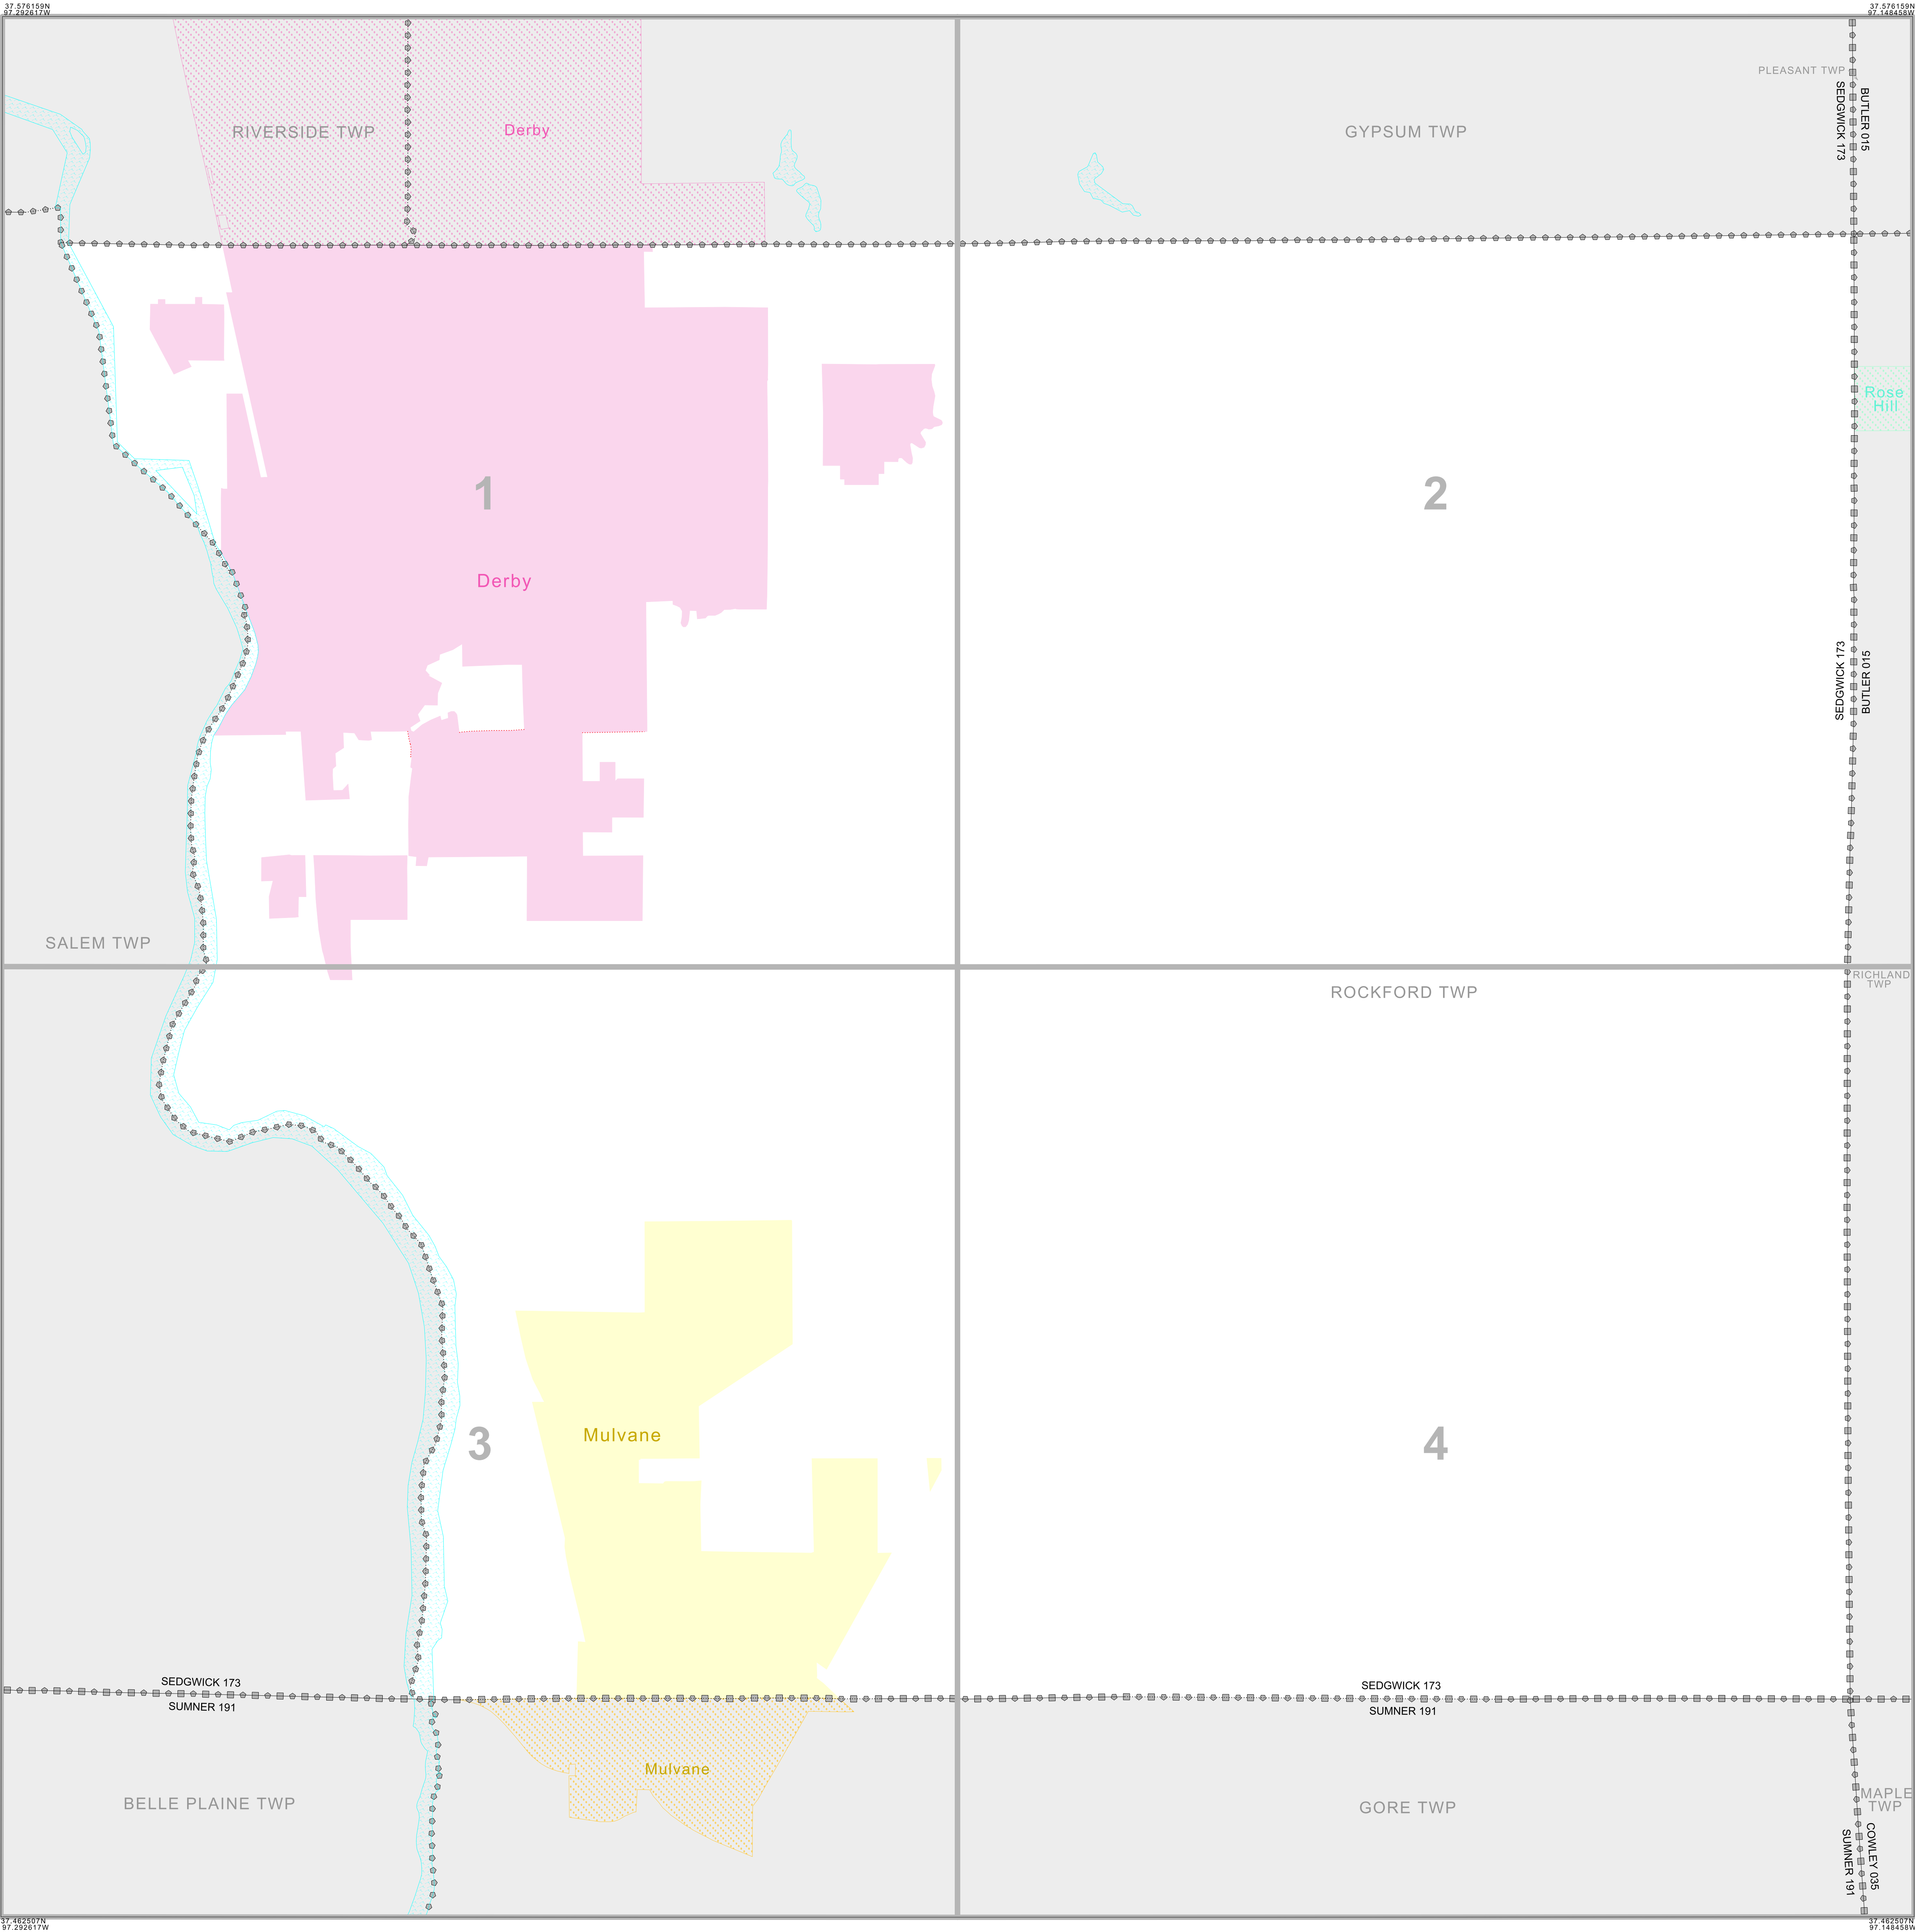 37.576159N
97.292617W
37.576159N
97.148458W
PLEASANT TWP
SEDGWICK 173
BUTLER 015
RIVERSIDE TWP
Derby
GYPSUM TWP
Rose
Hill
1
2
Derby
SEDGWICK 173
BUTLER 015
SALEM TWP
RICHLAND
TWP
ROCKFORD TWP
Mulvane
3
4
SEDGWICK 173
SUMNER 191
SEDGWICK 173
SUMNER 191
Mulvane
BELLE PLAINE TWP
GORE TWP
MAPLE
TWP
SUMNER 191
COWLEY 035
37.462507N
97.292617W
37.462507N
97.148458W